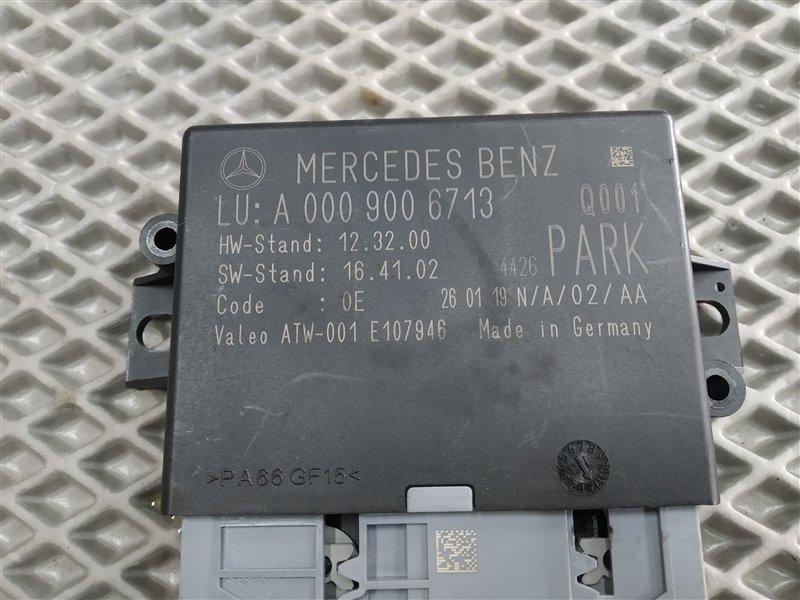 MERCEDES BENZ
LU: A 000 900 6713 Q001
HW-Stand: 12.32.00
SW-Stand: 16.41.02 4426 PARK
Code : 0E 26 01 19 N/A/02/AA
Valeo ATW-001 E107946 Made in Germany
>PA66 GF15<